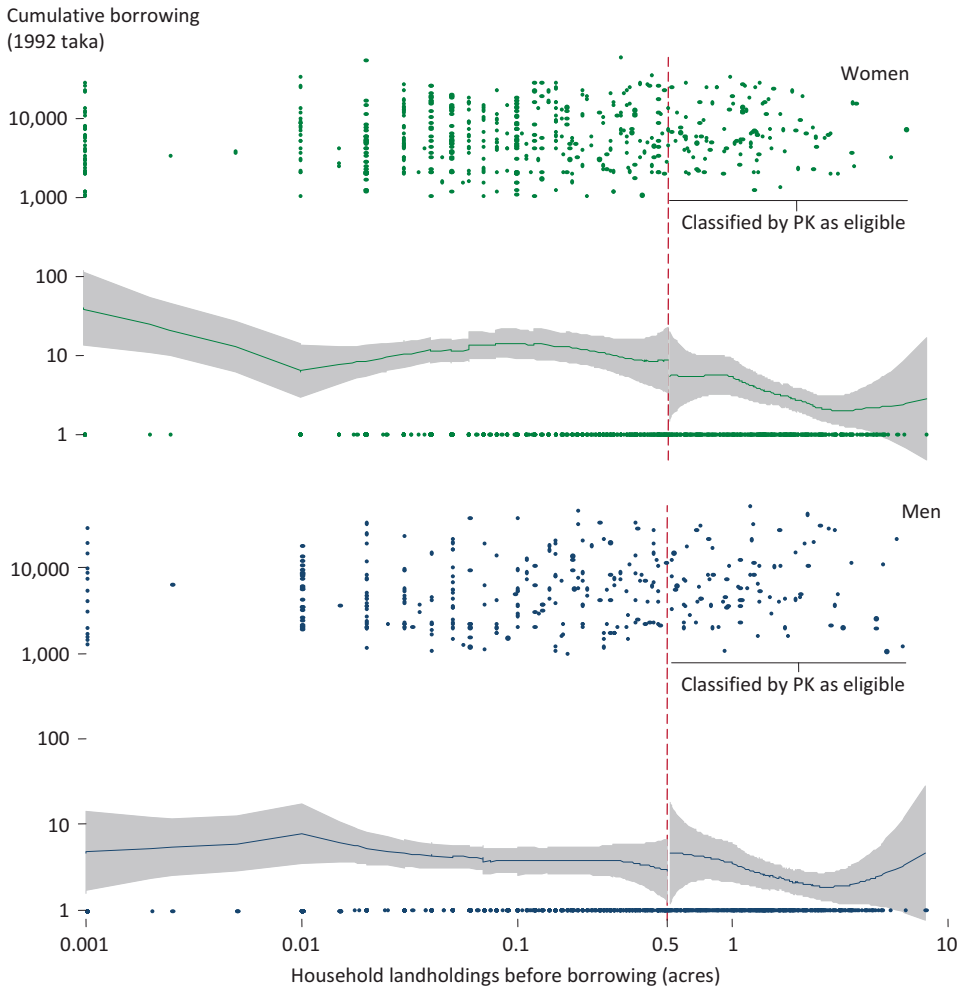 Cumulative borrowing
(1992 taka)
Women
10,000
1,000
Classified by PK as eligible
100
10
1
Men
10,000
1,000
Classified by PK as eligible
100
10
1
0.001 0.01 0.1 0.5 1 10
Household landholdings before borrowing (acres)